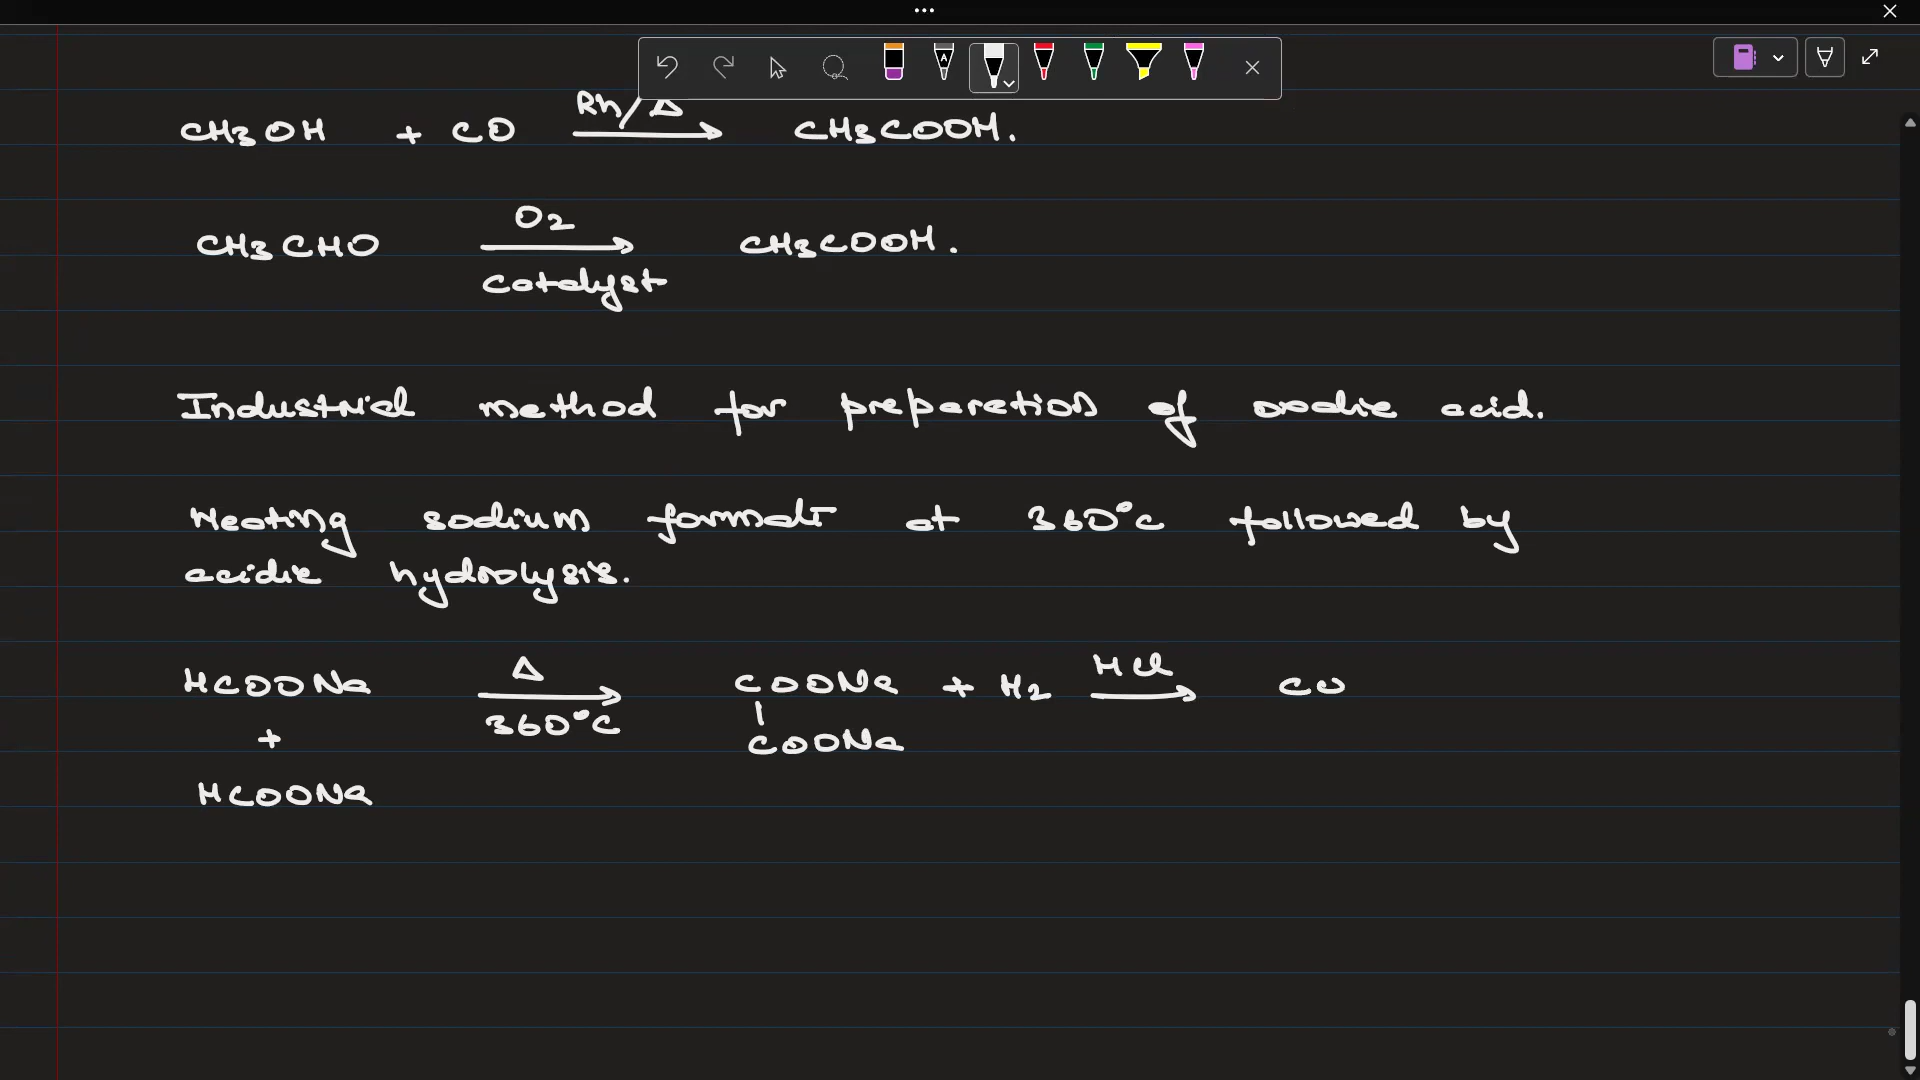 Rh/Δ
CH3OH + CO ⟶ CH3COOH.
O2
CH3CHO ⟶ CH3COOH.
Catalyst
Industrial method for preparation of oxalic acid.
Heating sodium formate at 360°C followed by
acidic hydrolysis.
HCOONa Δ ⟶ COONa + H2 HCl ⟶ CO
360°C
+ COONa
HCOONa